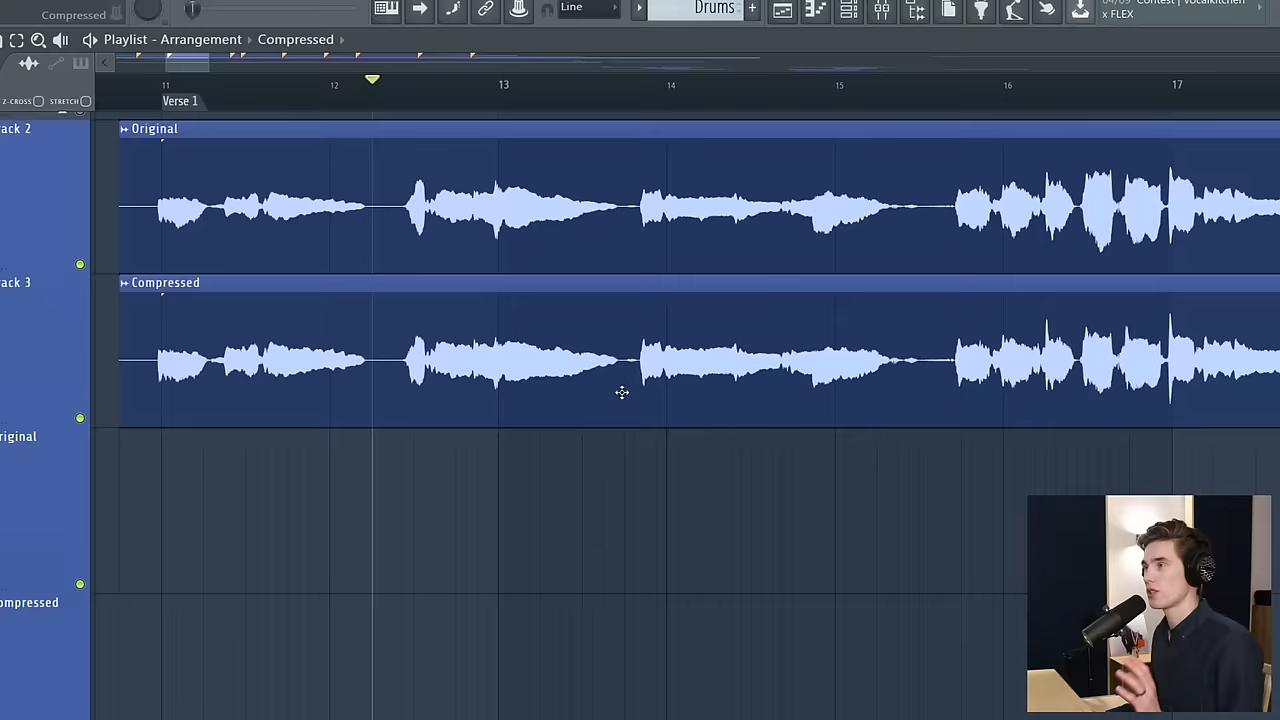 Compressed
Line
Drums
x FLEX
Playlist - Arrangement › Compressed ›
11 12 13 14 15 16 17
Z-CROSS STRETCH
Verse 1
ack 2
Original
ack 3
Compressed
riginal
ompressed